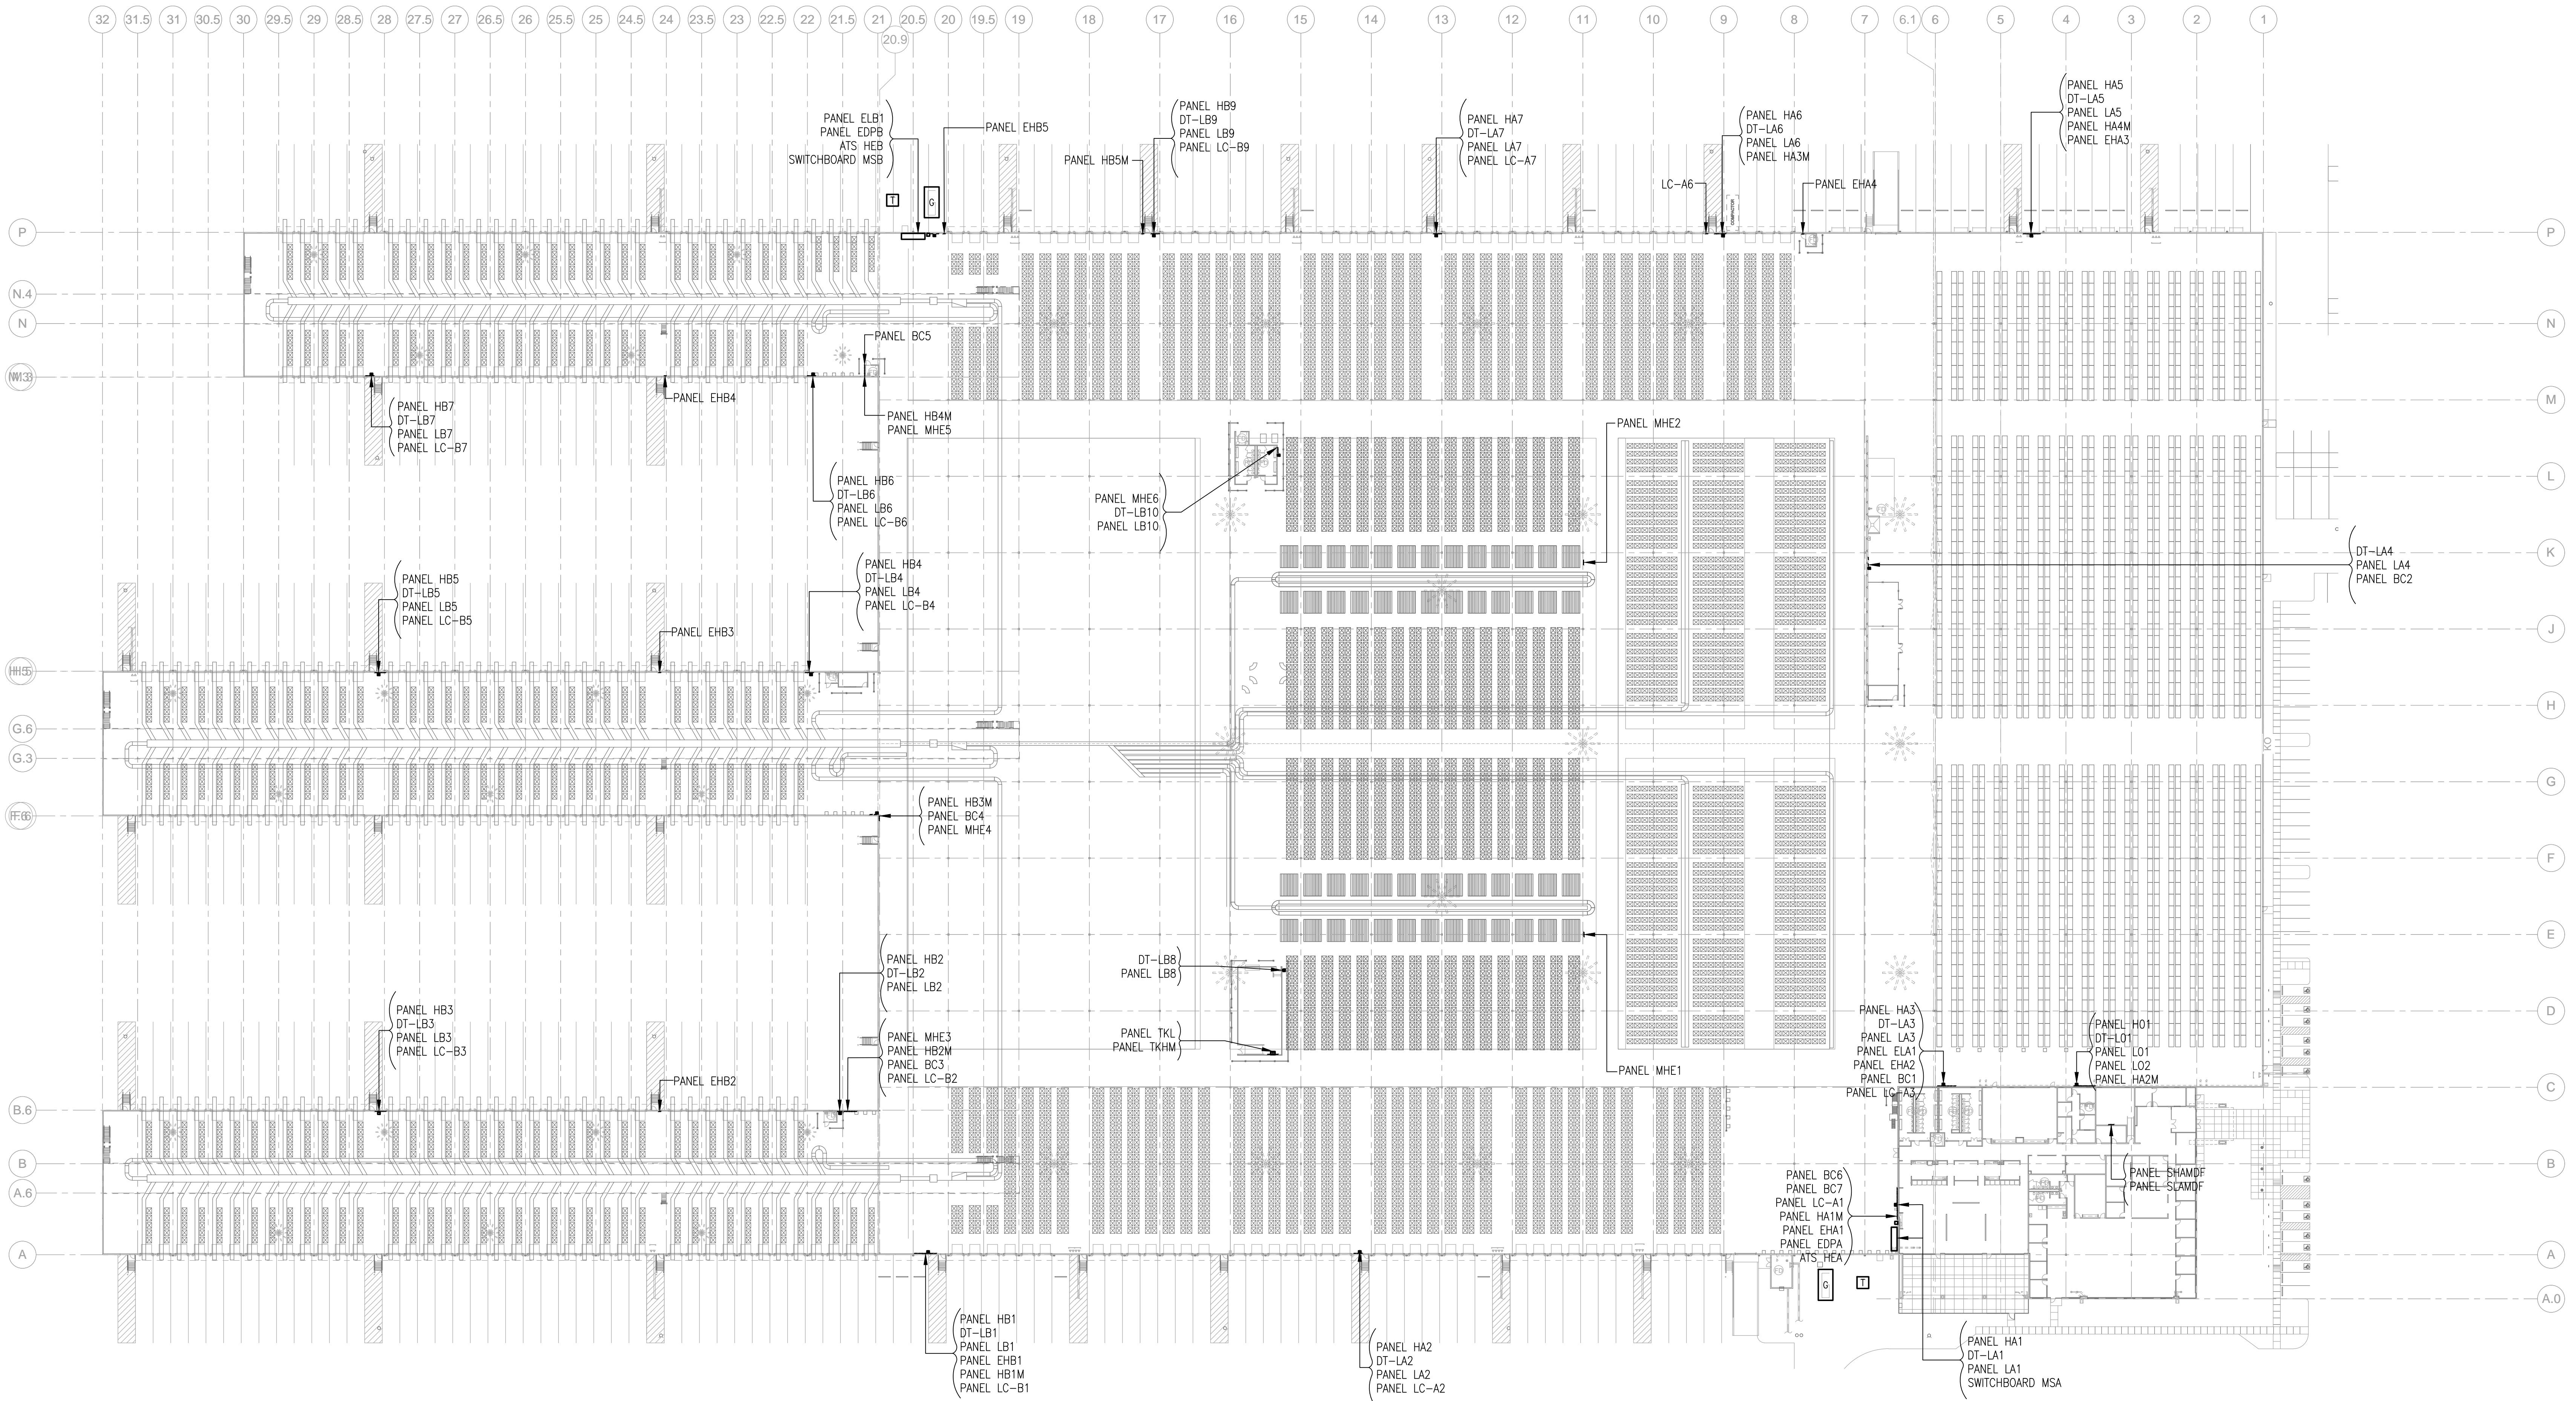 32
31.5
31
30.5
30
29.5
29
28.5
28
27.5
27
26.5
26
25.5
25
24.5
24
23.5
23
22.5
22
21.5
21
20.9
20.5
20
19.5
19
18
17
16
15
14
13
12
11
10
9
8
7
6.1
6
5
4
3
2
1
PANEL ELB1
PANEL EDPB
ATS HEB
SWITCHBOARD MSB
PANEL EHB5
PANEL HB5M
PANEL HB9
DT-LB9
PANEL LB9
PANEL LC-B9
PANEL HA7
DT-LA7
PANEL LA7
PANEL LC-A7
LC-A6
PANEL HA6
DT-LA6
PANEL LA6
PANEL HA3M
COMPACTOR
PANEL EHA4
PANEL HA5
DT-LA5
PANEL LA5
PANEL HA4M
PANEL EHA3
T
G
P
P
N.4
N
N
M
M
L
K
J
H
G.6
G.3
G
F
E
D
C
B.6
B
B
A.6
A
A
A.0
PANEL BC5
PANEL HB7
DT-LB7
PANEL LB7
PANEL LC-B7
PANEL EHB4
PANEL HB4M
PANEL MHE5
PANEL HB6
DT-LB6
PANEL LB6
PANEL LC-B6
PANEL MHE2
PANEL MHE6
DT-LB10
PANEL LB10
DT-LA4
PANEL LA4
PANEL BC2
PANEL HB5
DT-LB5
PANEL LB5
PANEL LC-B5
PANEL EHB3
PANEL HB4
DT-LB4
PANEL LB4
PANEL LC-B4
KO
PANEL HB3M
PANEL BC4
PANEL MHE4
PANEL HB2
DT-LB2
PANEL LB2
DT-LB8
PANEL LB8
PANEL HB3
DT-LB3
PANEL LB3
PANEL LC-B3
PANEL EHB2
PANEL MHE3
PANEL HB2M
PANEL BC3
PANEL LC-B2
PANEL TKL
PANEL TKHM
PANEL MHE1
PANEL HA3
DT-LA3
PANEL LA3
PANEL ELA1
PANEL EHA2
PANEL BC1
PANEL LC-A3
PANEL H01
DT-L01
PANEL L01
PANEL L02
PANEL HA2M
PANEL SHAMDF
PANEL SLAMDF
PANEL BC6
PANEL BC7
PANEL LC-A1
PANEL HA1M
PANEL EHA1
PANEL EDPA
ATS HEA
G
T
PANEL HB1
DT-LB1
PANEL LB1
PANEL EHB1
PANEL HB1M
PANEL LC-B1
PANEL HA2
DT-LA2
PANEL LA2
PANEL LC-A2
PANEL HA1
DT-LA1
PANEL LA1
SWITCHBOARD MSA